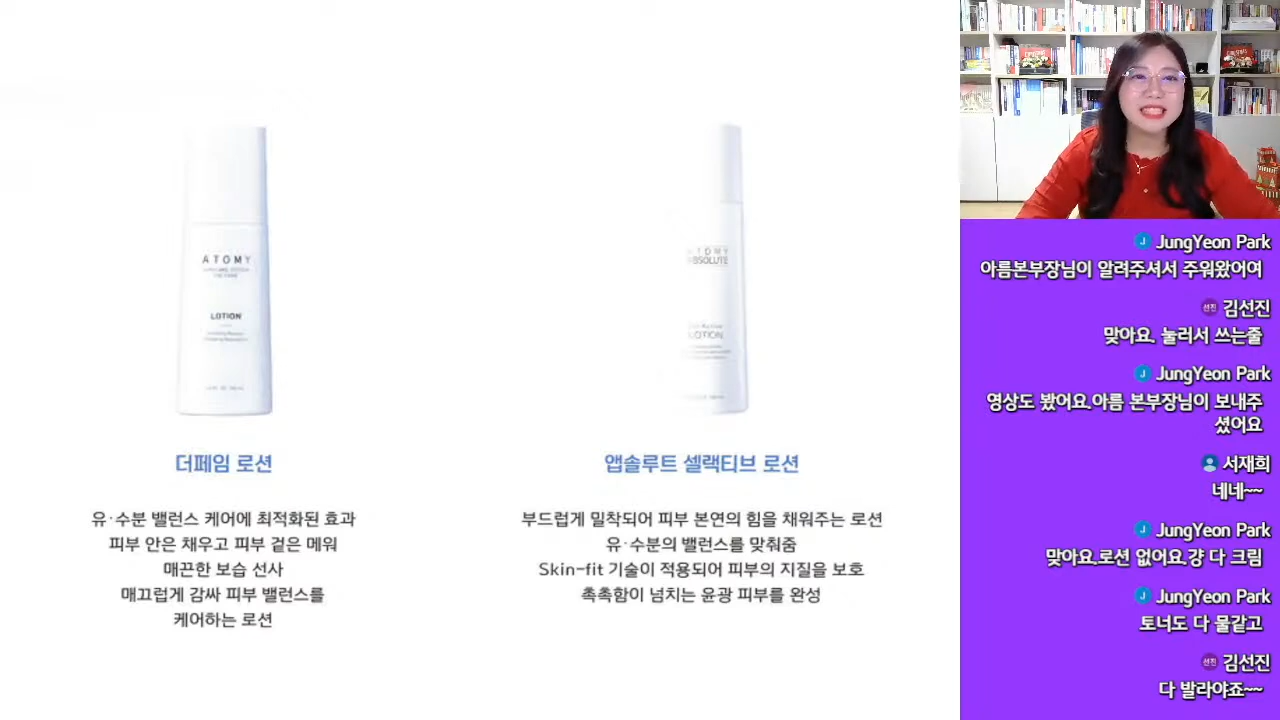 ATOMY
LOTION
더페임 로션
유·수분 밸런스 케어에 최적화된 효과
피부 안은 채우고 피부 겉은 메워
매끈한 보습 선사
매끄럽게 감싸 피부 밸런스를
케어하는 로션
ATOMY
ABSOLUTE
LOTION
앱솔루트 셀랙티브 로션
부드럽게 밀착되어 피부 본연의 힘을 채워주는 로션
유·수분의 밸런스를 맞춰줌
Skin-fit 기술이 적용되어 피부의 지질을 보호
촉촉함이 넘치는 윤광 피부를 완성
J JungYeon Park
아름본부장님이 알려주셔서 주워왔어여
선진 김선진
맞아요. 눌러서 쓰는줄
J JungYeon Park
영상도 봤어요.아름 본부장님이 보내주
셨어요
서재희
네네~~
J JungYeon Park
맞아요.로션 없어요.걍 다 크림
J JungYeon Park
토너도 다 물같고
선진 김선진
다 발라야죠~~